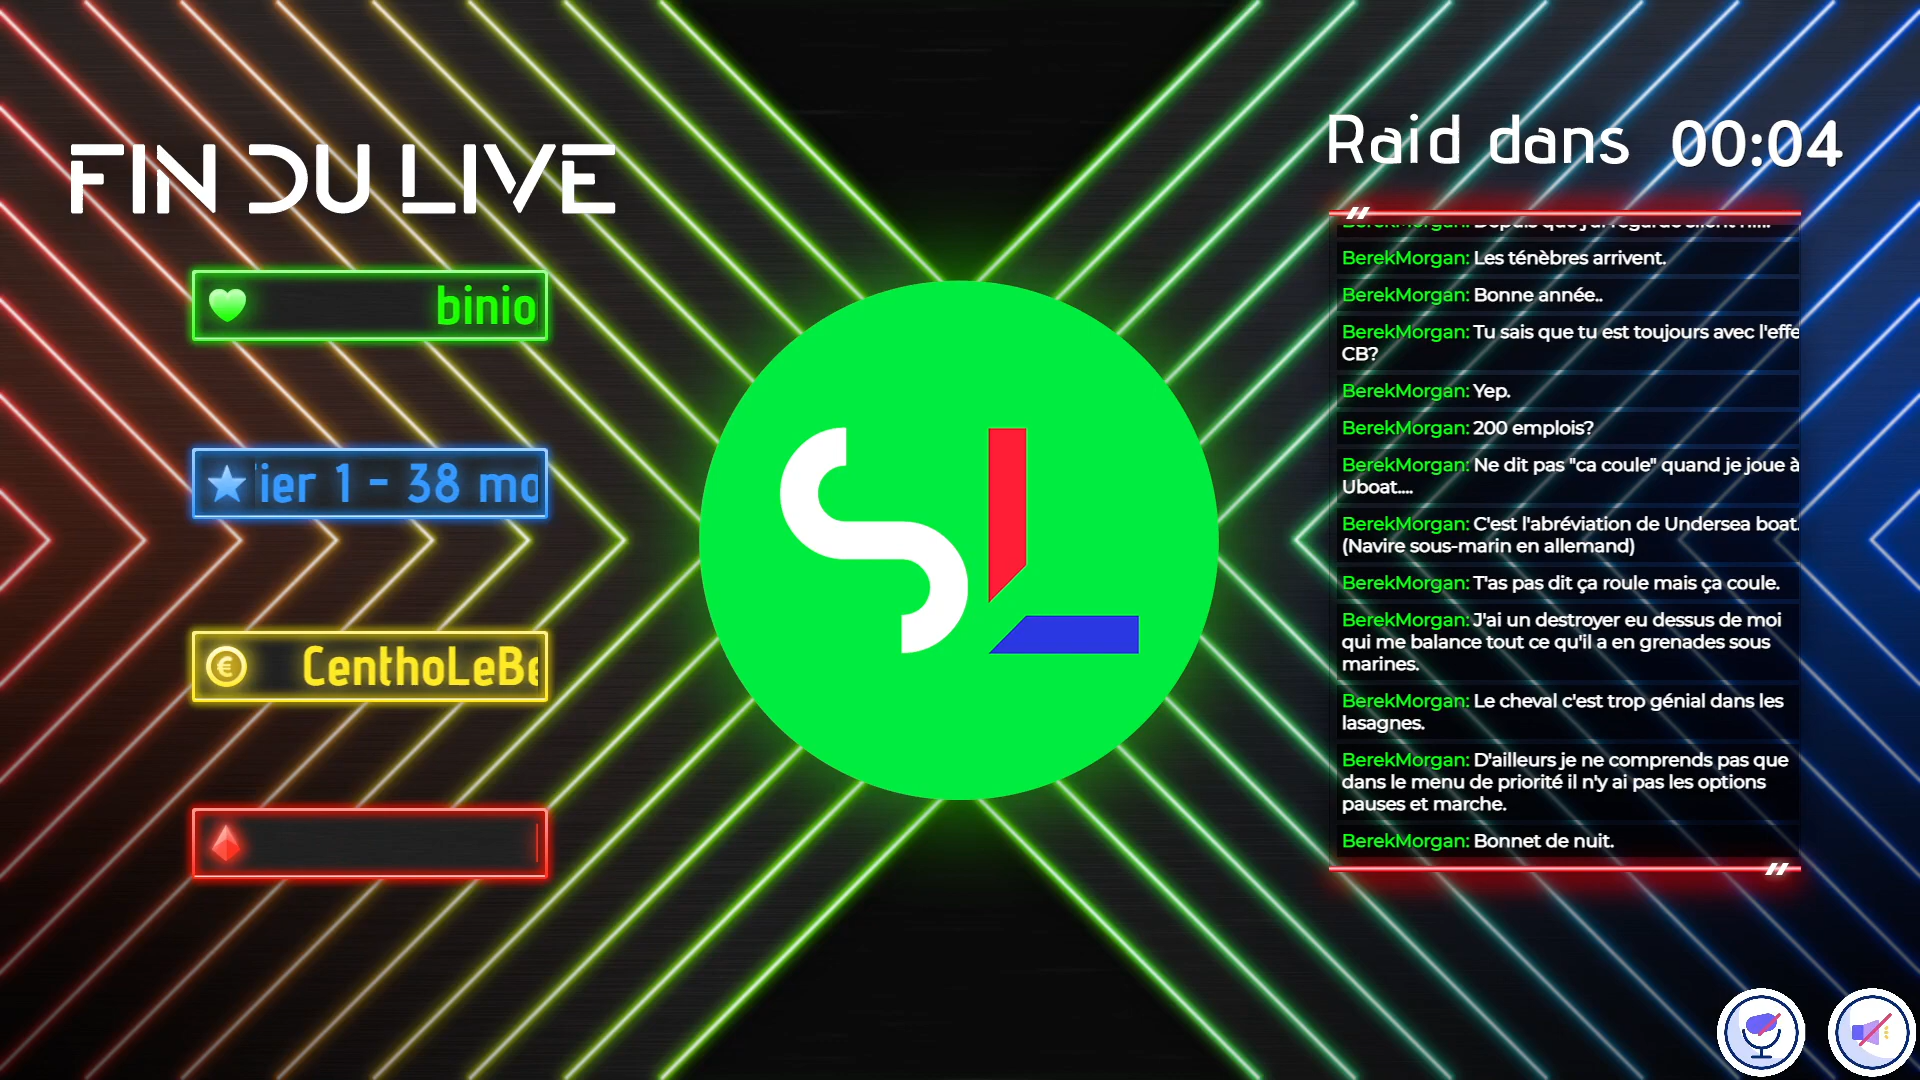 FIN DU LIVE
binio
ier 1 - 38 mo
CenthoLeBe
SL
Raid dans 00:04
BerekMorgan: Les ténèbres arrivent.
BerekMorgan: Bonne année..
BerekMorgan: Tu sais que tu est toujours avec l'effe
CB?
BerekMorgan: Yep.
BerekMorgan: 200 emplois?
BerekMorgan: Ne dit pas "ca coule" quand je joue à
Uboat....
BerekMorgan: C'est l'abréviation de Undersea boat.
(Navire sous-marin en allemand)
BerekMorgan: T'as pas dit ça roule mais ça coule.
BerekMorgan: J'ai un destroyer eu dessus de moi
qui me balance tout ce qu'il a en grenades sous
marines.
BerekMorgan: Le cheval c'est trop génial dans les
lasagnes.
BerekMorgan: D'ailleurs je ne comprends pas que
dans le menu de priorité il n'y ai pas les options
pauses et marche.
BerekMorgan: Bonnet de nuit.